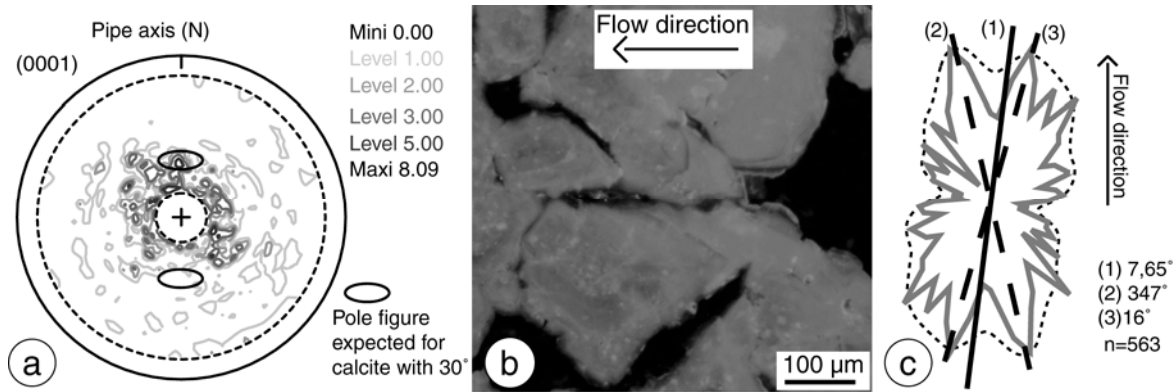 Pipe axis (N)
(0001)
Mini 0.00
Level 1.00
Level 2.00
Level 3.00
Level 5.00
Maxi 8.09
Pole figure
expected for
calcite with 30°
a
Flow direction
100 µm
b
(2)
(1)
(3)
Flow direction
(1) 7,65°
(2) 347°
(3)16°
n=563
c